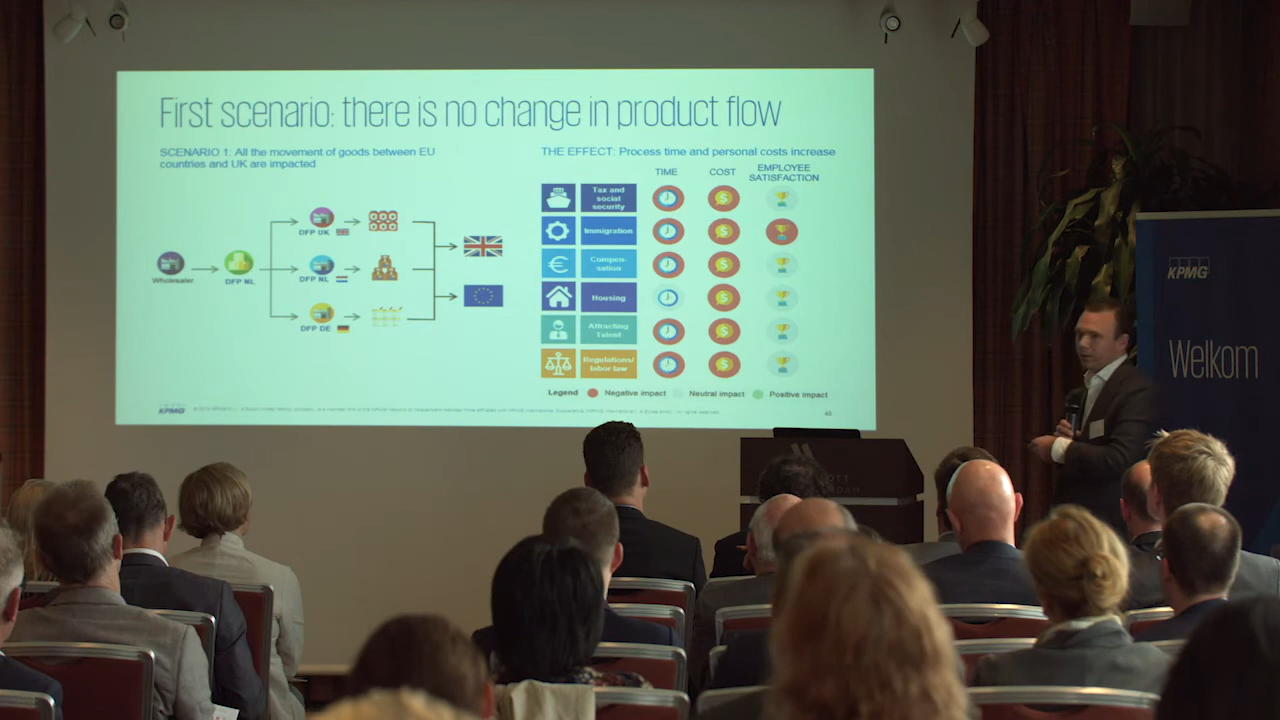 First scenario: there is no change in product flow
SCENARIO 1: All the movement of goods between EU
countries and UK are impacted
THE EFFECT: Process time and personal costs increase
TIME
COST
EMPLOYEE
SATISFACTION
Tax and
social
security
Immigration
Compen-
sation
Housing
Attracting
Talent
Regulations/
labor law
Wholesaler
DFP NL
DFP UK
DFP NL
DFP DE
Legend
Negative impact
Neutral impact
Positive impact
KPMG
KPMG
Welkom